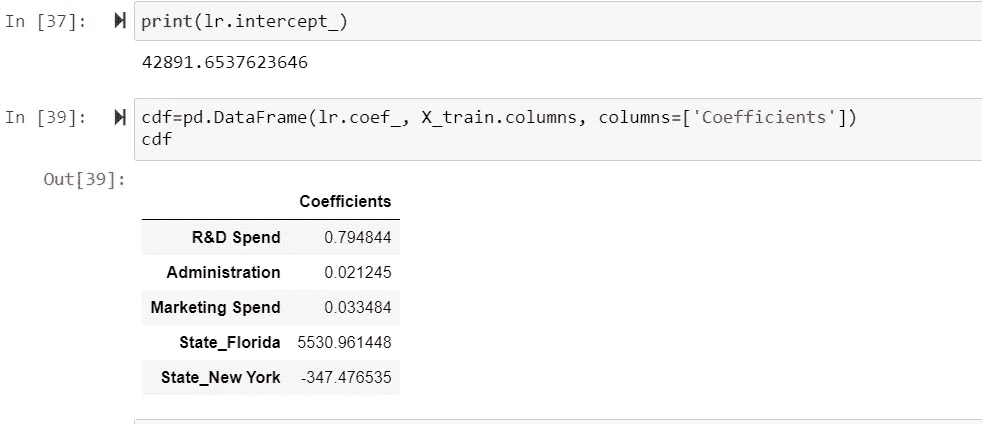 In [37]: print(lr.intercept_)
42891.6537623646
In [39]: cdf=pd.DataFrame(lr.coef_, X_train.columns, columns=['Coefficients'])
cdf
Out[39]:
Coefficients
R&D Spend 0.794844
Administration 0.021245
Marketing Spend 0.033484
State_Florida 5530.961448
State_New York -347.476535